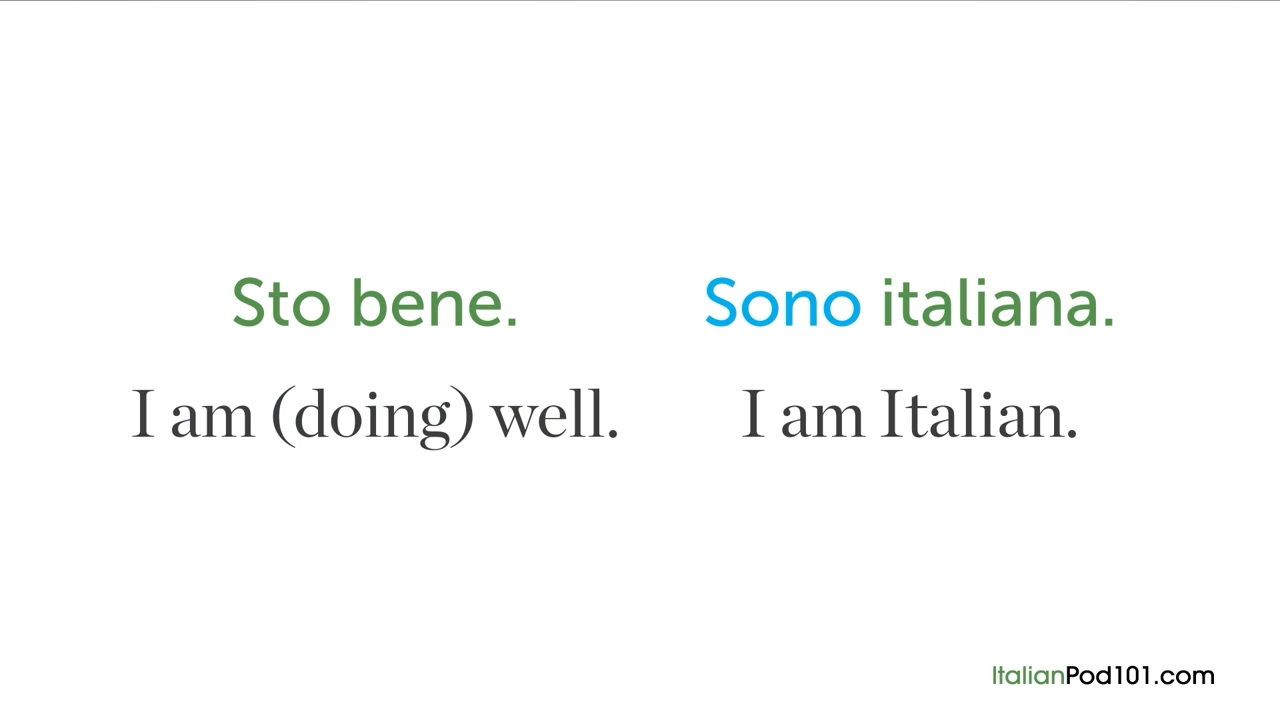 Sto bene.
I am (doing) well.
Sono italiana.
I am Italian.
ItalianPod101.com